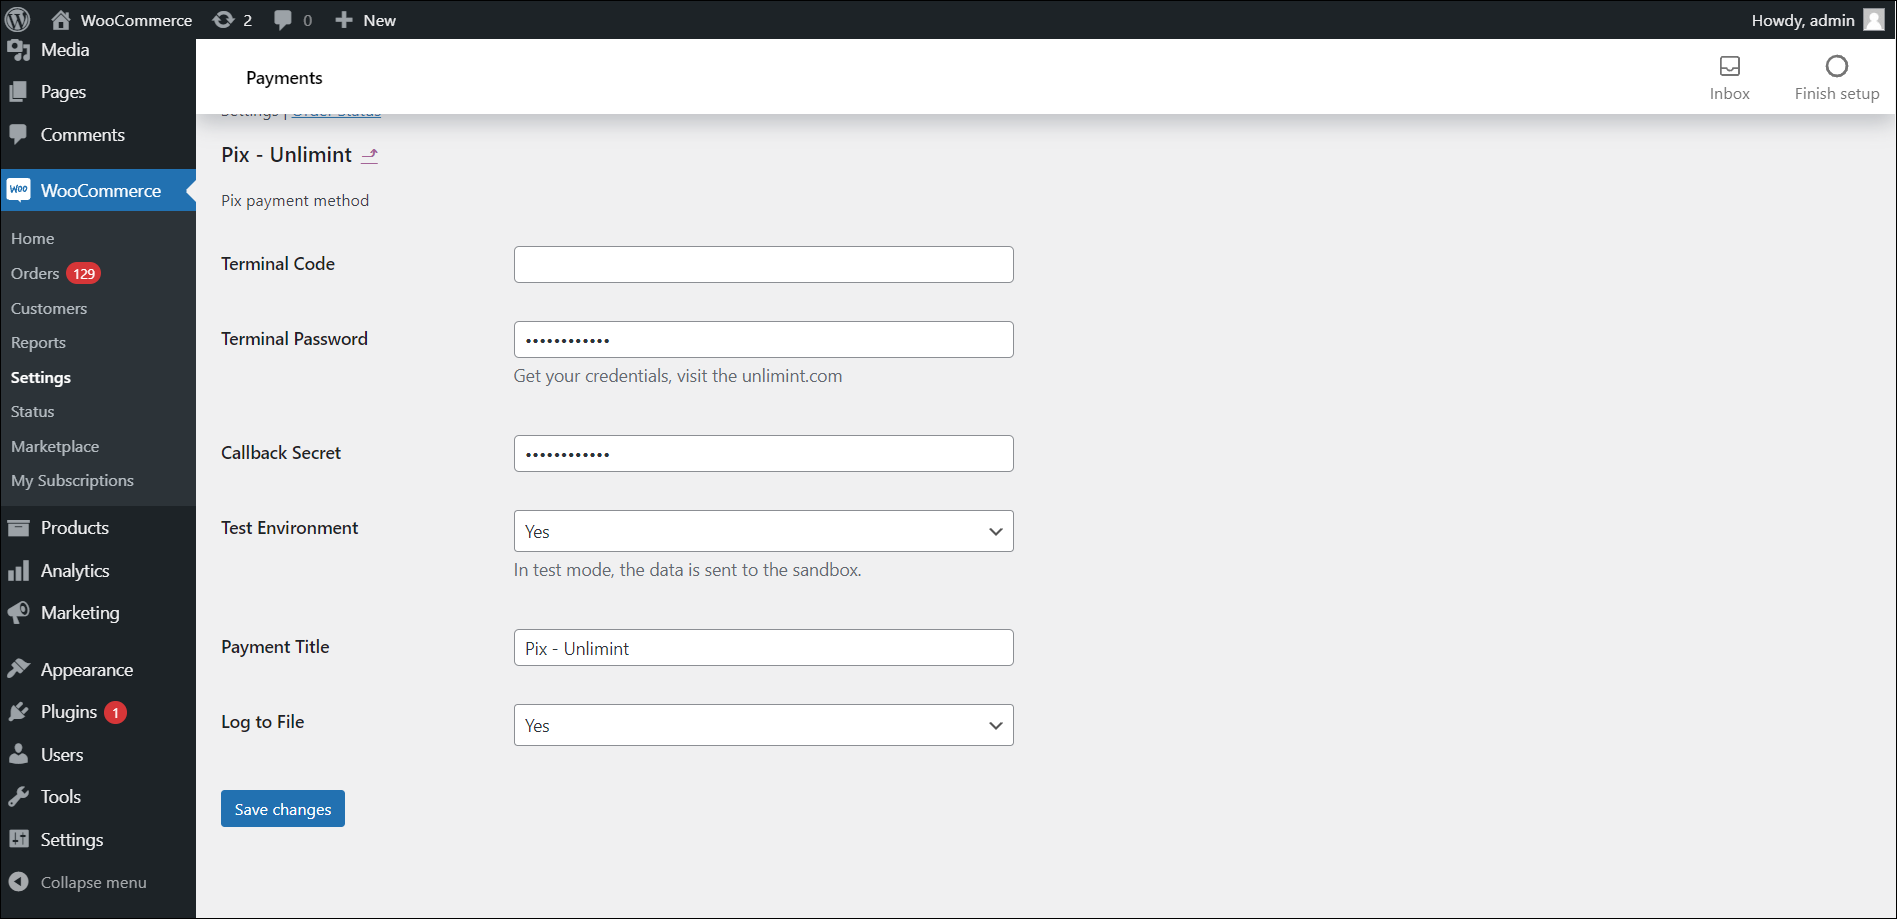 WooCommerce 2 0 New Howdy, admin
Media
Pages
Comments
WooCommerce
Home
Orders 129
Customers
Reports
Settings
Status
Marketplace
My Subscriptions
Products
Analytics
Marketing
Appearance
Plugins 1
Users
Tools
Settings
Collapse menu
Payments
Inbox
Finish setup
Settings | Order Status
Pix - Unlimint
Pix payment method
Terminal Code
Terminal Password ••••••••••••
Get your credentials, visit the unlimint.com
Callback Secret ••••••••••••
Test Environment Yes
In test mode, the data is sent to the sandbox.
Payment Title Pix - Unlimint
Log to File Yes
Save changes